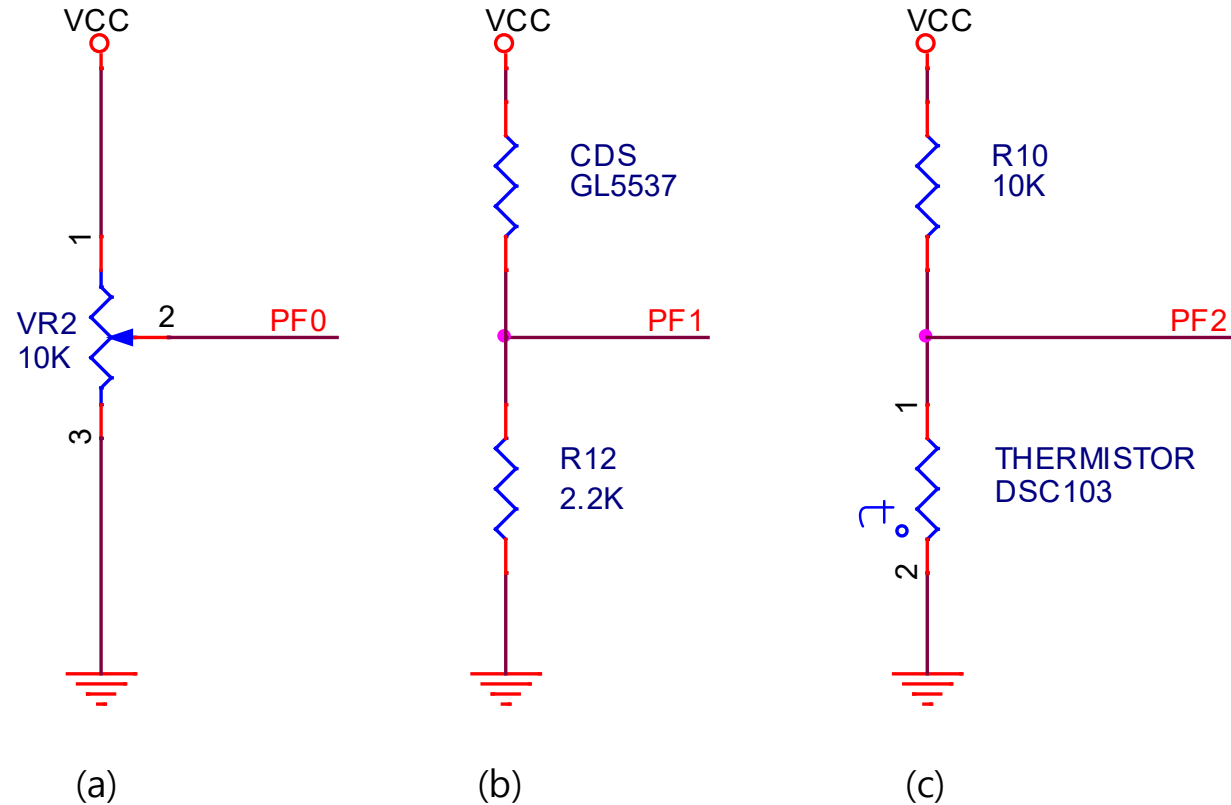 VCC
1
VR2
10K
2
PF0
3
(a)
VCC
CDS
GL5537
PF1
R12
2.2K
(b)
VCC
R10
10K
PF2
1
THERMISTOR
DSC103
t°
2
(c)